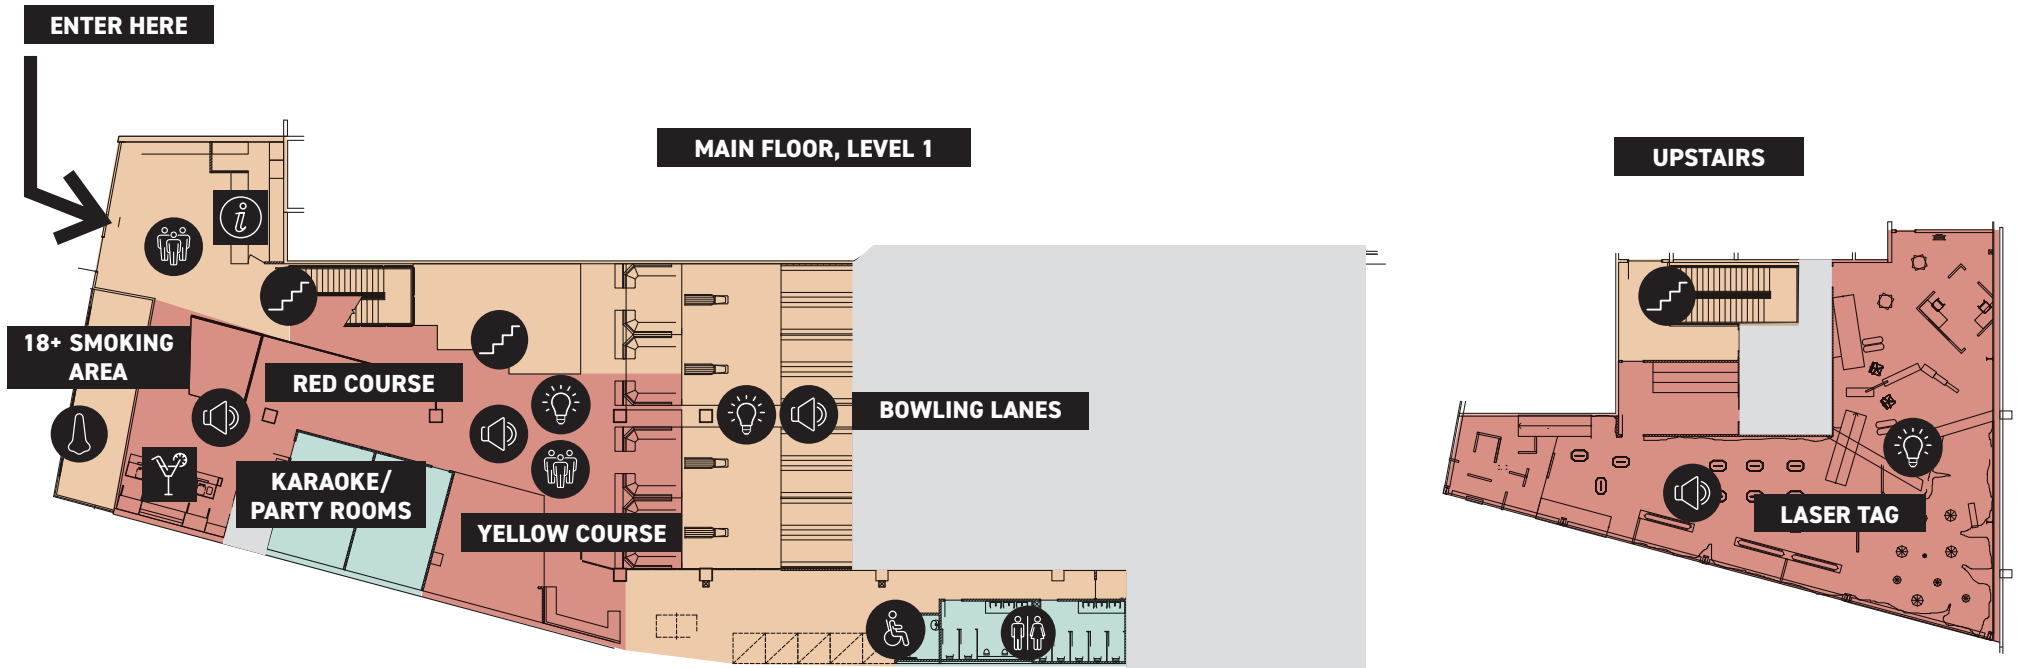 ENTER HERE
MAIN FLOOR, LEVEL 1
UPSTAIRS
i
18+ SMOKING
AREA
RED COURSE
BOWLING LANES
KARAOKE/
PARTY ROOMS
YELLOW COURSE
LASER TAG